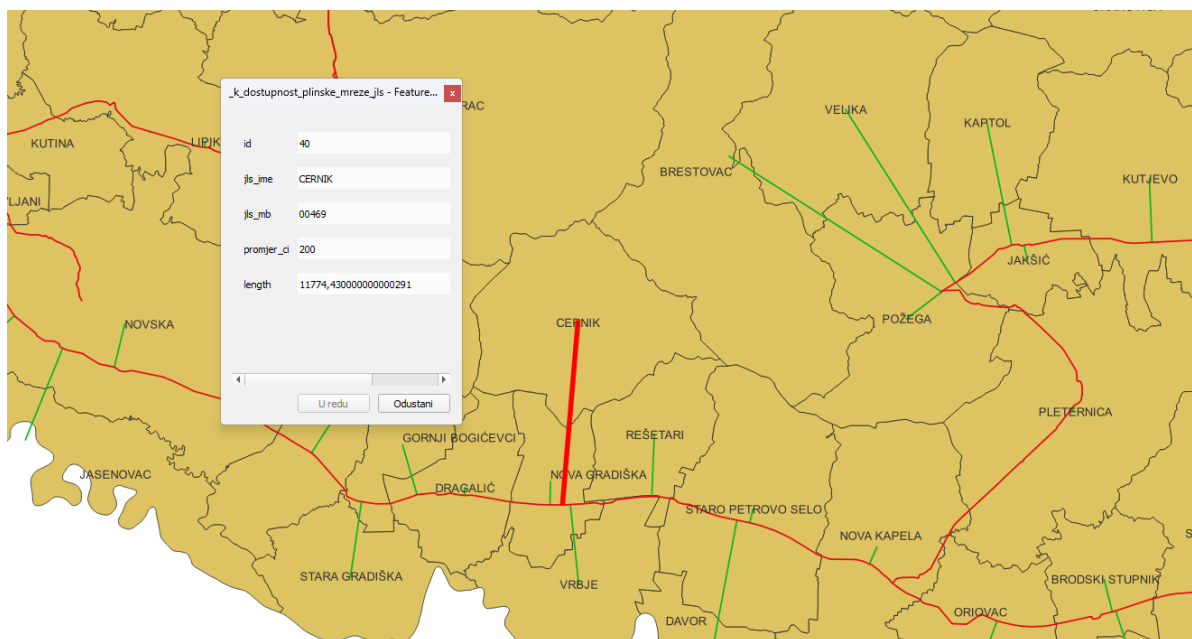 _k_dostupnost_plinske_mreze_jls - Feature...
x
id
40
jls_ime
CERNIK
jls_mb
00469
promjer_ci
200
length
11774,430000000000291
U redu
Odustani
RAC
VELIKA
KAPTOL
KUTINA
LIPIK
BRESTOVAC
KUTJEVO
LJANI
JAKŠIĆ
NOVSKA
CERNIK
POŽEGA
PLETERNICA
GORNJI BOGIĆEVCI
REŠETARI
JASENOVAC
NOVA GRADIŠKA
DRAGALIĆ
STARO PETROVO SELO
NOVA KAPELA
STARA GRADIŠKA
VRBJE
BRODSKI STUPNIK
ORIOVAC
DAVOR